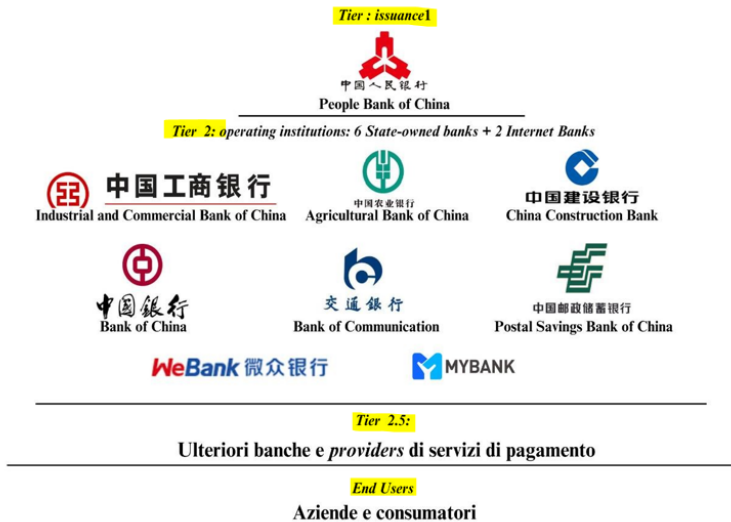 Tier : issuance1
中国人民银行
People Bank of China
Tier 2: operating institutions: 6 State-owned banks + 2 Internet Banks
中国工商银行
Industrial and Commercial Bank of China
中国农业银行
Agricultural Bank of China
中国建设银行
China Construction Bank
中國銀行
Bank of China
交通銀行
Bank of Communication
中国邮政储蓄银行
Postal Savings Bank of China
WeBank 微众银行
MYBANK
Tier 2.5:
Ulteriori banche e providers di servizi di pagamento
End Users
Aziende e consumatori